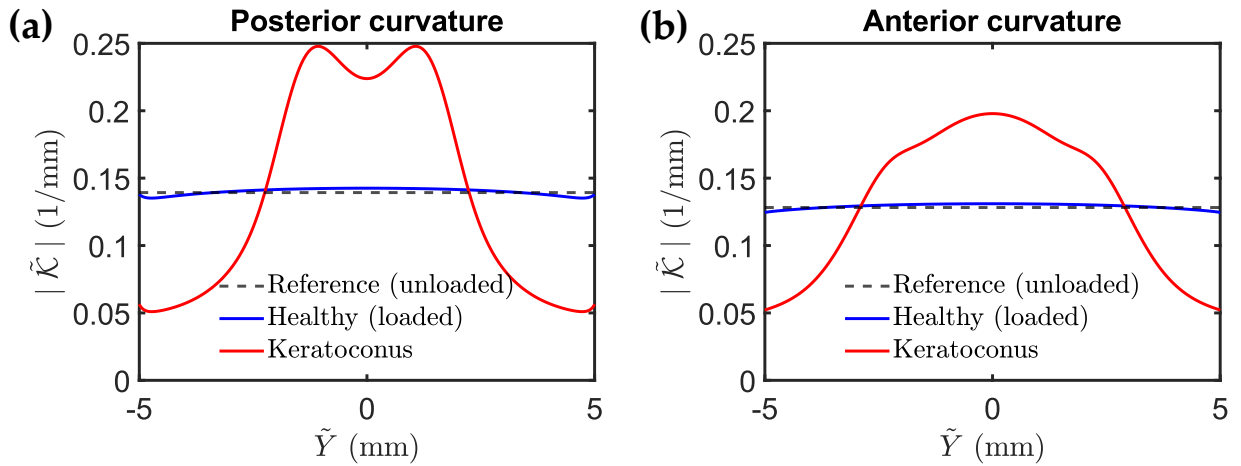 (a)
Posterior curvature
0.25
0.2
0.15
0.1
0.05
0
| 𝒦̃ | (1/mm)
Reference (unloaded)
Healthy (loaded)
Keratoconus
-5 0 5
Ỹ (mm)
(b)
Anterior curvature
0.25
0.2
0.15
0.1
0.05
0
| 𝒦̃ | (1/mm)
Reference (unloaded)
Healthy (loaded)
Keratoconus
-5 0 5
Ỹ (mm)